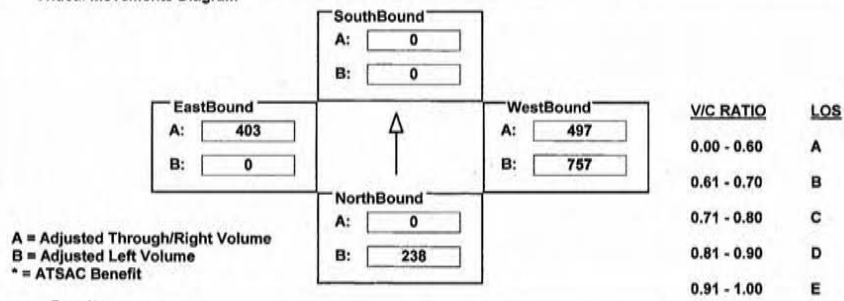 SouthBound
A: 0
B: 0
EastBound
A: 403
B: 0
WestBound
A: 497
B: 757
NorthBound
A: 0
B: 238
A = Adjusted Through/Right Volume
B = Adjusted Left Volume
* = ATSAC Benefit
V/C RATIO LOS
0.00 - 0.60 A
0.61 - 0.70 B
0.71 - 0.80 C
0.81 - 0.90 D
0.91 - 1.00 E